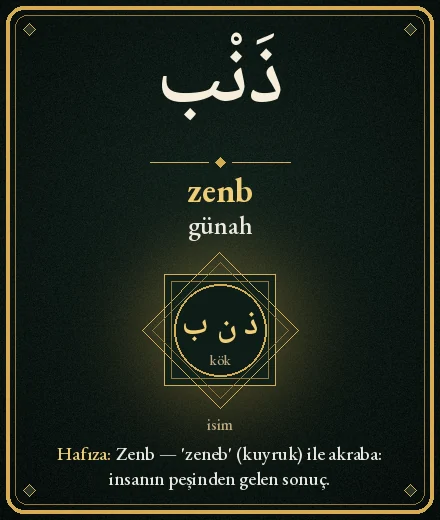 ذَنْب
zenb
günah
ذ ن ب
kök
isim
Hafıza: Zenb — 'zeneb' (kuyruk) ile akraba:
insanın peşinden gelen sonuç.